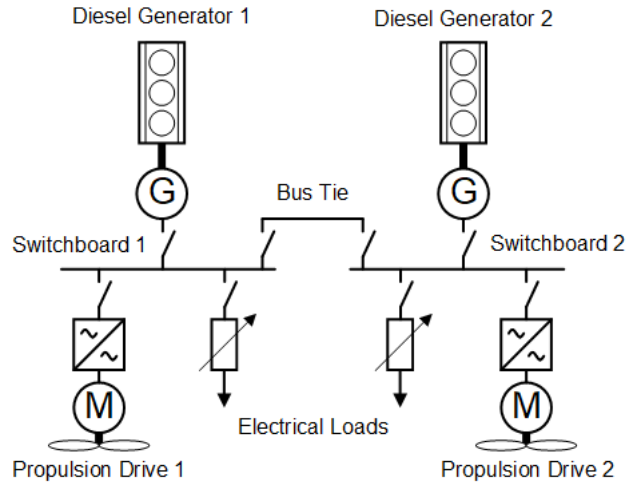 Diesel Generator 1
Diesel Generator 2
G
G
Bus Tie
Switchboard 1
Switchboard 2
M
M
Electrical Loads
Propulsion Drive 1
Propulsion Drive 2